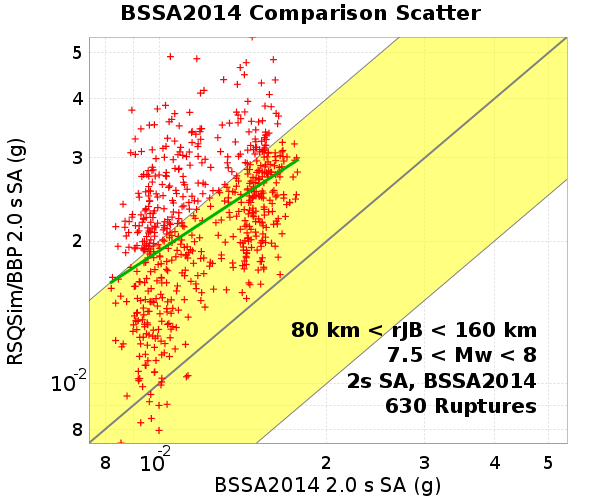 BSSA2014 Comparison Scatter
RSQSim/BBP 2.0 s SA (g)
5
4
3
2
10-2
8
80 km < rJB < 160 km
7.5 < Mw < 8
2s SA, BSSA2014
630 Ruptures
8 10-2 2 3 4 5
BSSA2014 2.0 s SA (g)